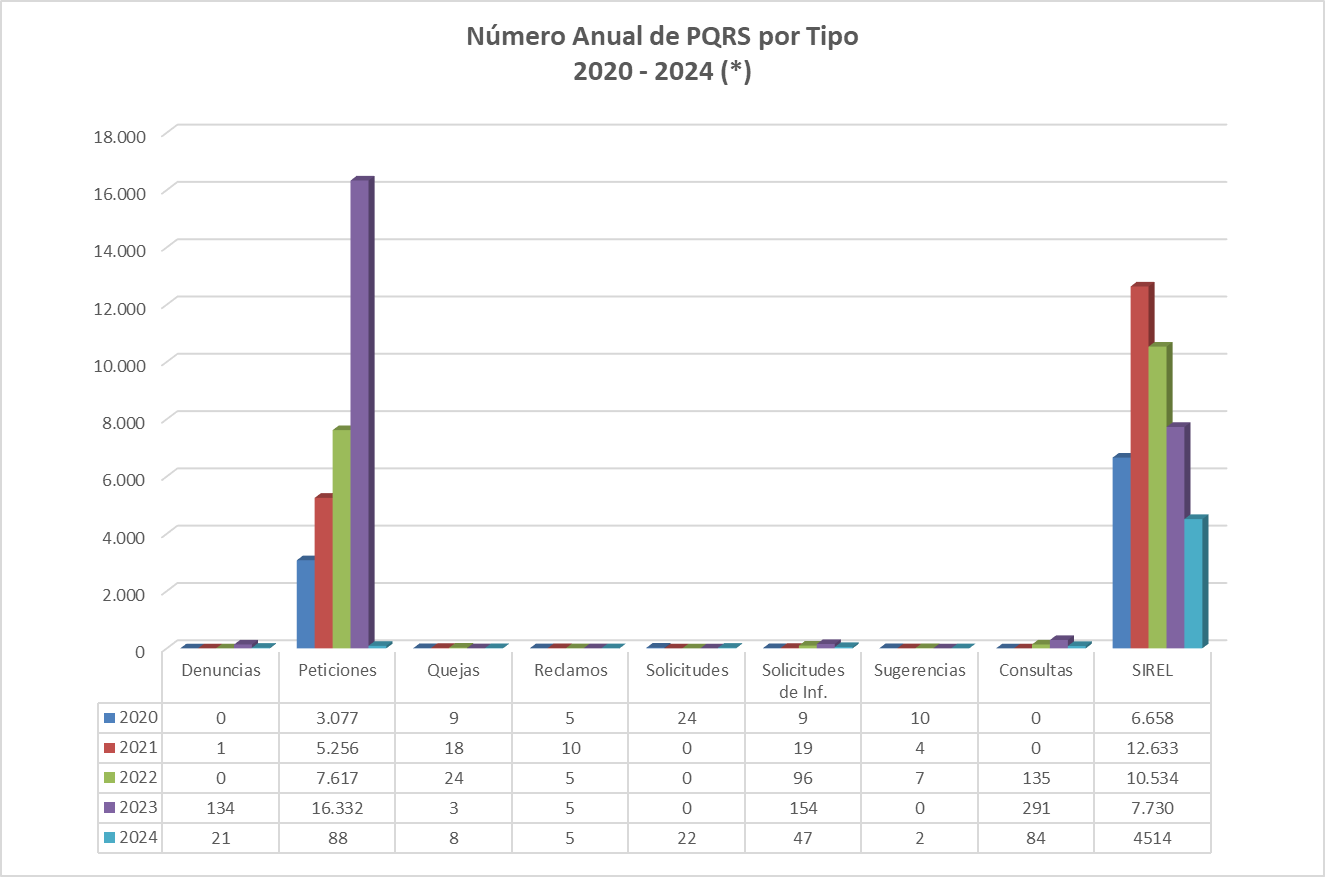 Número Anual de PQRS por Tipo
2020 - 2024 (*)
18.000
16.000
14.000
12.000
10.000
8.000
6.000
4.000
2.000
0
Denuncias Peticiones Quejas Reclamos Solicitudes Solicitudes de Inf. Sugerencias Consultas SIREL
2020 0 3.077 9 5 24 9 10 0 6.658
2021 1 5.256 18 10 0 19 4 0 12.633
2022 0 7.617 24 5 0 96 7 135 10.534
2023 134 16.332 3 5 0 154 0 291 7.730
2024 21 88 8 5 22 47 2 84 4514